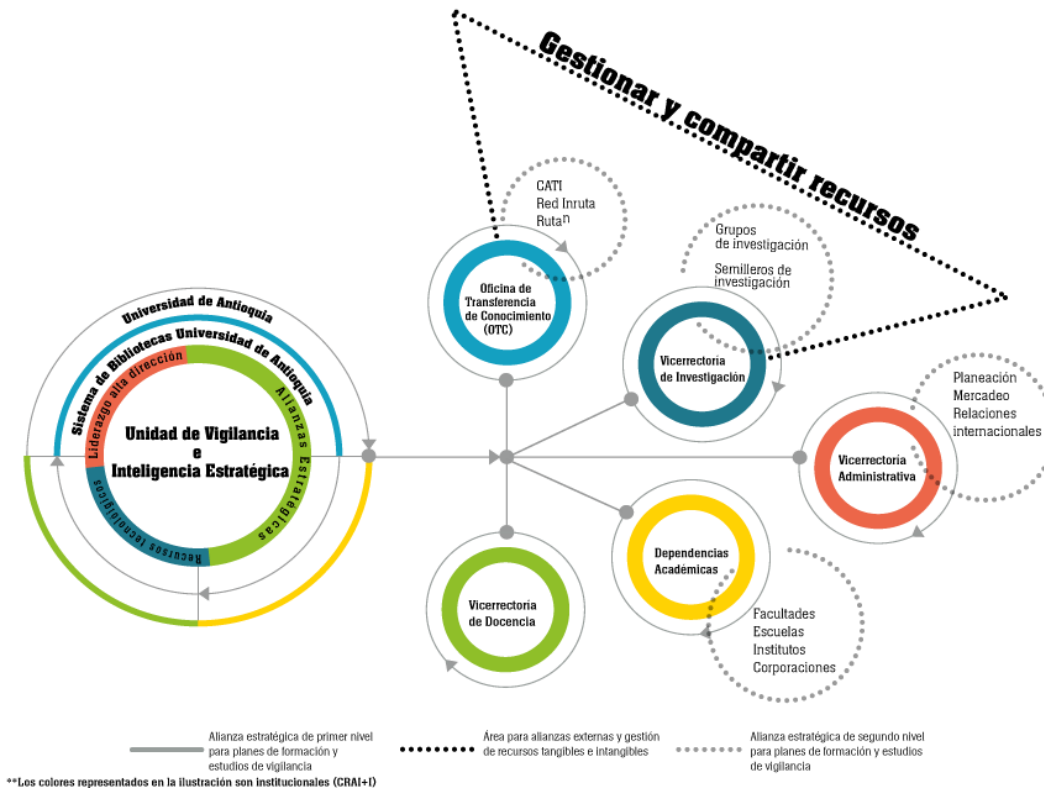 Gestionar y compartir recursos
CATI
Red Inruta
Rutaⁿ
Grupos
de investigación
Semilleros de
investigación
Oficina de
Transferencia
de Conocimiento
(OTC)
Universidad de Antioquia
Sistema de Bibliotecas Universidad de Antioquia
Liderazgo alta dirección
Alianzas Estratégicas
Recursos tecnolólgicos
Unidad de Vigilancia
e
Inteligencia Estratégica
Vicerrectoría
de Investigación
Planeación
Mercadeo
Relaciones
internacionales
Vicerrectoría
Administrativa
Dependencias
Académicas
Vicerrectoría
de Docencia
Facultades
Escuelas
Institutos
Corporaciones
Alianza estratégica de primer nivel
para planes de formación y
estudios de vigilancia
Área para alianzas externas y gestión
de recursos tangibles e intangibles
Alianza estratégica de segundo nivel
para planes de formación y estudios
de vigilancia
**Los colores representados en la ilustración son institucionales (CRAI+I)